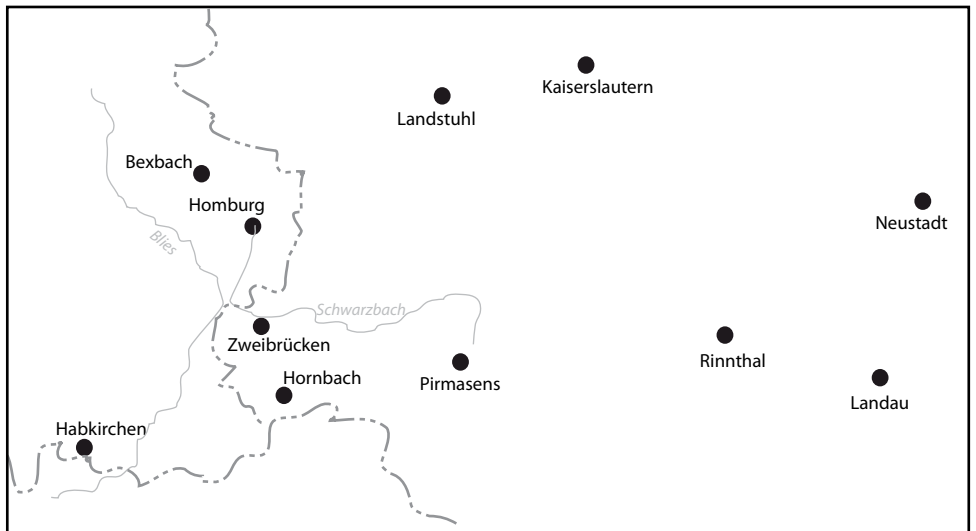 Kaiserslautern
Landstuhl
Bexbach
Homburg
Neustadt
Blies
Schwarzbach
Zweibrücken
Rinnthal
Hornbach
Pirmasens
Landau
Habkirchen